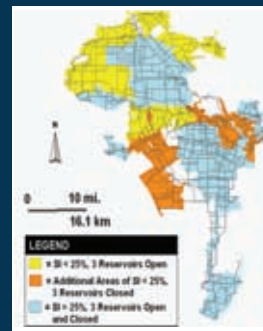 N
0 10 mi.
16.1 km
LEGEND
= SI < 25%, 3 Reservoirs Open
= Additional Areas of SI < 25%,
3 Reservoirs Closed
= SI > 25%, 3 Reservoirs Open
and Closed